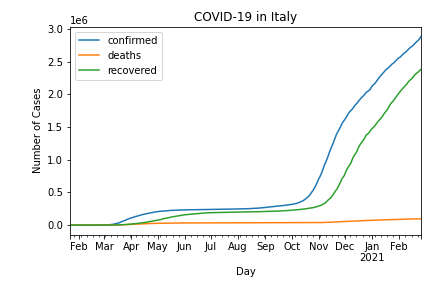 COVID-19 in Italy
1e6
confirmed
deaths
recovered
3.0
2.5
2.0
1.5
1.0
0.5
0.0
Number of Cases
Feb Mar Apr May Jun Jul Aug Sep Oct Nov Dec Jan Feb
2021
Day